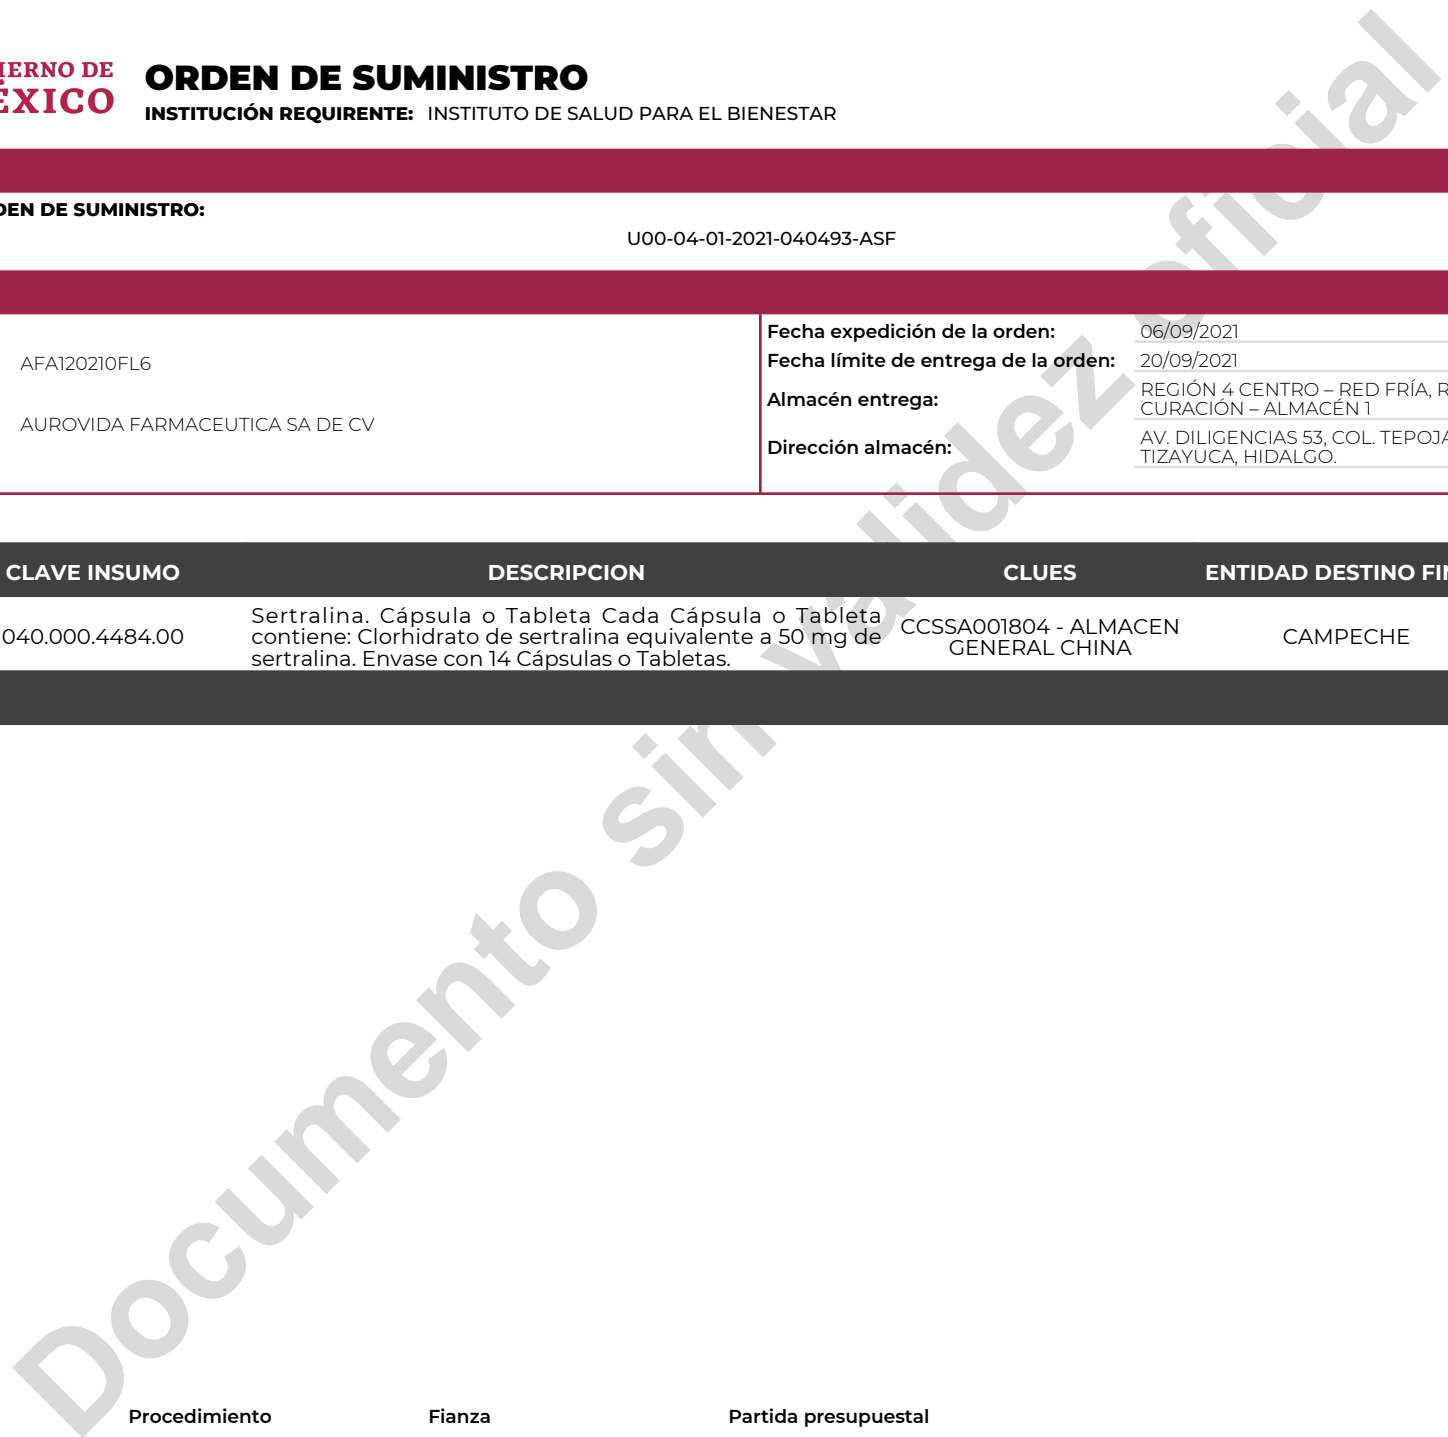 ORDEN DE SUMINISTRO
INSTITUCIÓN REQUIRENTE: INSTITUTO DE SALUD PARA EL BIENESTAR
IERNO DE
ÉXICO
DEN DE SUMINISTRO:
U00-04-01-2021-040493-ASF
AFA120210FL6
AUROVIDA FARMACEUTICA SA DE CV
Fecha expedición de la orden: 06/09/2021
Fecha límite de entrega de la orden: 20/09/2021
Almacén entrega: REGIÓN 4 CENTRO – RED FRÍA, R
CURACIÓN – ALMACÉN 1
Dirección almacén: AV. DILIGENCIAS 53, COL. TEPOJA
TIZAYUCA, HIDALGO.
CLAVE INSUMO DESCRIPCION CLUES ENTIDAD DESTINO FIN
040.000.4484.00
Sertralina. Cápsula o Tableta Cada Cápsula o Tableta
contiene: Clorhidrato de sertralina equivalente a 50 mg de
sertralina. Envase con 14 Cápsulas o Tabletas.
CCSSA001804 - ALMACEN
GENERAL CHINA
CAMPECHE
Documento sin validez oficial
Procedimiento Fianza Partida presupuestal